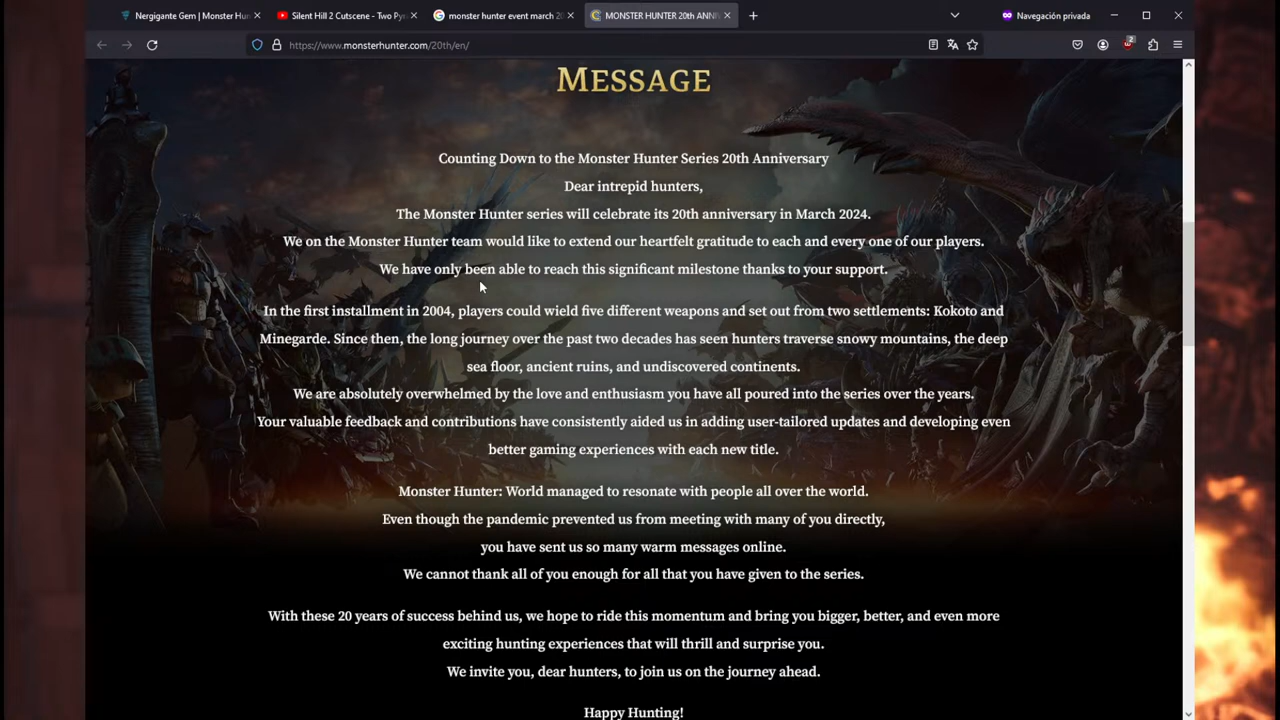 Nergigante Gem | Monster Hun
Silent Hill 2 Cutscene - Two Pyr
monster hunter event march 20
MONSTER HUNTER 20th ANNI
Navegación privada
https://www.monsterhunter.com/20th/en/
2
MESSAGE
Counting Down to the Monster Hunter Series 20th Anniversary
Dear intrepid hunters,
The Monster Hunter series will celebrate its 20th anniversary in March 2024.
We on the Monster Hunter team would like to extend our heartfelt gratitude to each and every one of our players.
We have only been able to reach this significant milestone thanks to your support.
In the first installment in 2004, players could wield five different weapons and set out from two settlements: Kokoto and
Minegarde. Since then, the long journey over the past two decades has seen hunters traverse snowy mountains, the deep
sea floor, ancient ruins, and undiscovered continents.
We are absolutely overwhelmed by the love and enthusiasm you have all poured into the series over the years.
Your valuable feedback and contributions have consistently aided us in adding user-tailored updates and developing even
better gaming experiences with each new title.
Monster Hunter: World managed to resonate with people all over the world.
Even though the pandemic prevented us from meeting with many of you directly,
you have sent us so many warm messages online.
We cannot thank all of you enough for all that you have given to the series.
With these 20 years of success behind us, we hope to ride this momentum and bring you bigger, better, and even more
exciting hunting experiences that will thrill and surprise you.
We invite you, dear hunters, to join us on the journey ahead.
Happy Hunting!